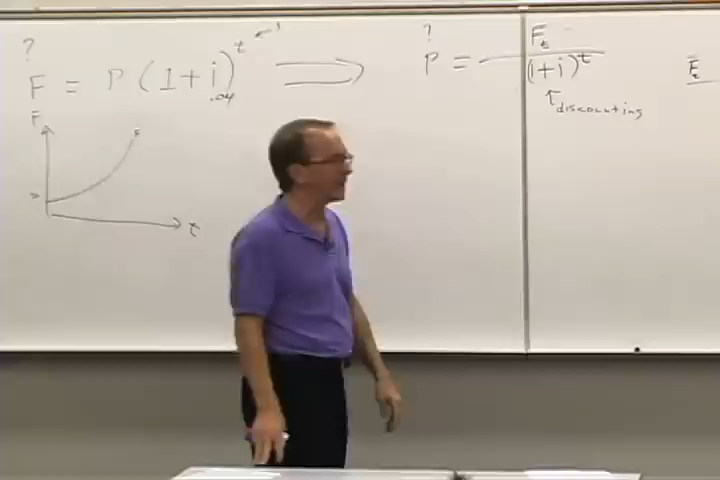 ?
F = P (1+i)^t
.04
F
t
?
P = F_t / (1+i)^t
discounting